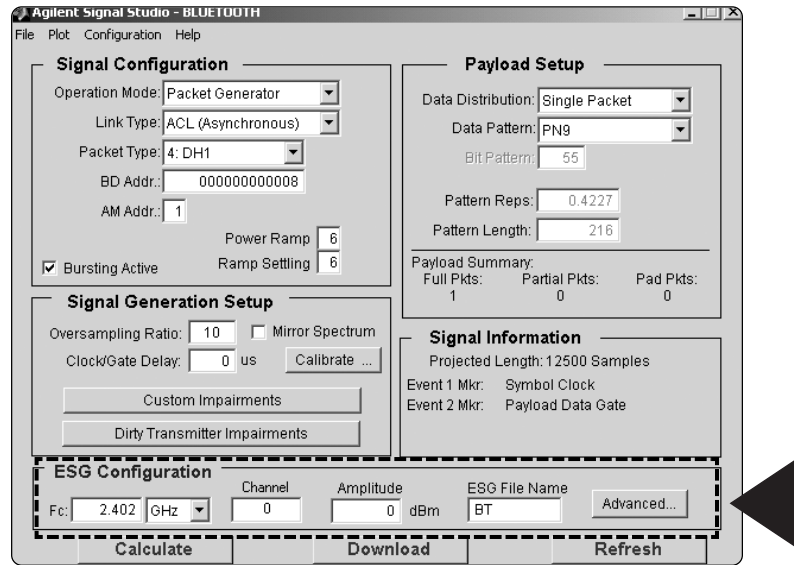 Agilent Signal Studio - BLUETOOTH
File Plot Configuration Help
Signal Configuration
Operation Mode: Packet Generator
Link Type: ACL (Asynchronous)
Packet Type: 4: DH1
BD Addr.: 000000000008
AM Addr.: 1
Power Ramp 6
Bursting Active Ramp Settling 6
Payload Setup
Data Distribution: Single Packet
Data Pattern: PN9
Bit Pattern: 55
Pattern Reps: 0.4227
Pattern Length: 216
Payload Summary:
Full Pkts: Partial Pkts: Pad Pkts:
1 0 0
Signal Generation Setup
Oversampling Ratio: 10 Mirror Spectrum
Clock/Gate Delay: 0 us Calibrate ...
Custom Impairments
Dirty Transmitter Impairments
Signal Information
Projected Length: 12500 Samples
Event 1 Mkr: Symbol Clock
Event 2 Mkr: Payload Data Gate
ESG Configuration
Channel Amplitude ESG File Name
Fc: 2.402 GHz 0 0 dBm BT Advanced...
Calculate Download Refresh